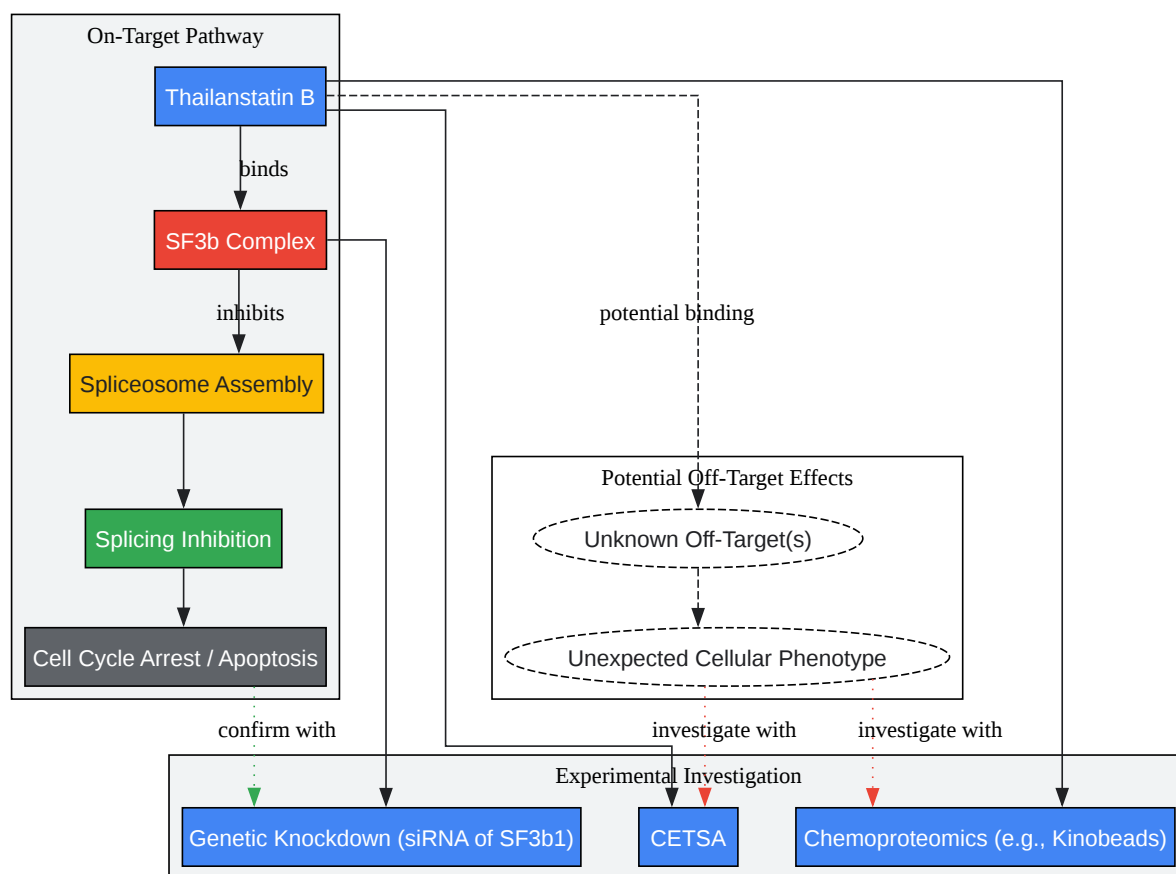 On-Target Pathway
Thailanstatin B
binds
SF3b Complex
inhibits
potential binding
Spliceosome Assembly
Potential Off-Target Effects
Splicing Inhibition
Unknown Off-Target(s)
Cell Cycle Arrest / Apoptosis
Unexpected Cellular Phenotype
confirm with
investigate with
investigate with
Experimental Investigation
Genetic Knockdown (siRNA of SF3b1)
CETSA
Chemoproteomics (e.g., Kinobeads)